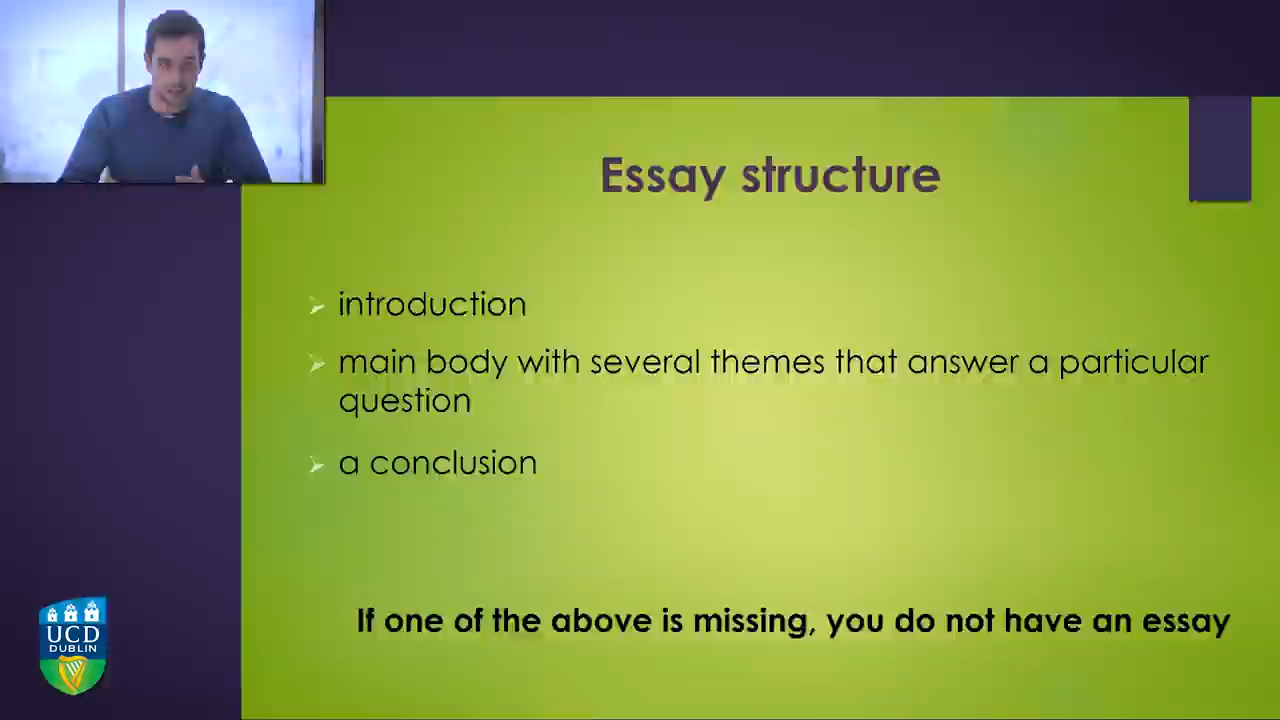 Essay structure
introduction
main body with several themes that answer a particular
question
a conclusion
If one of the above is missing, you do not have an essay
UCD
DUBLIN